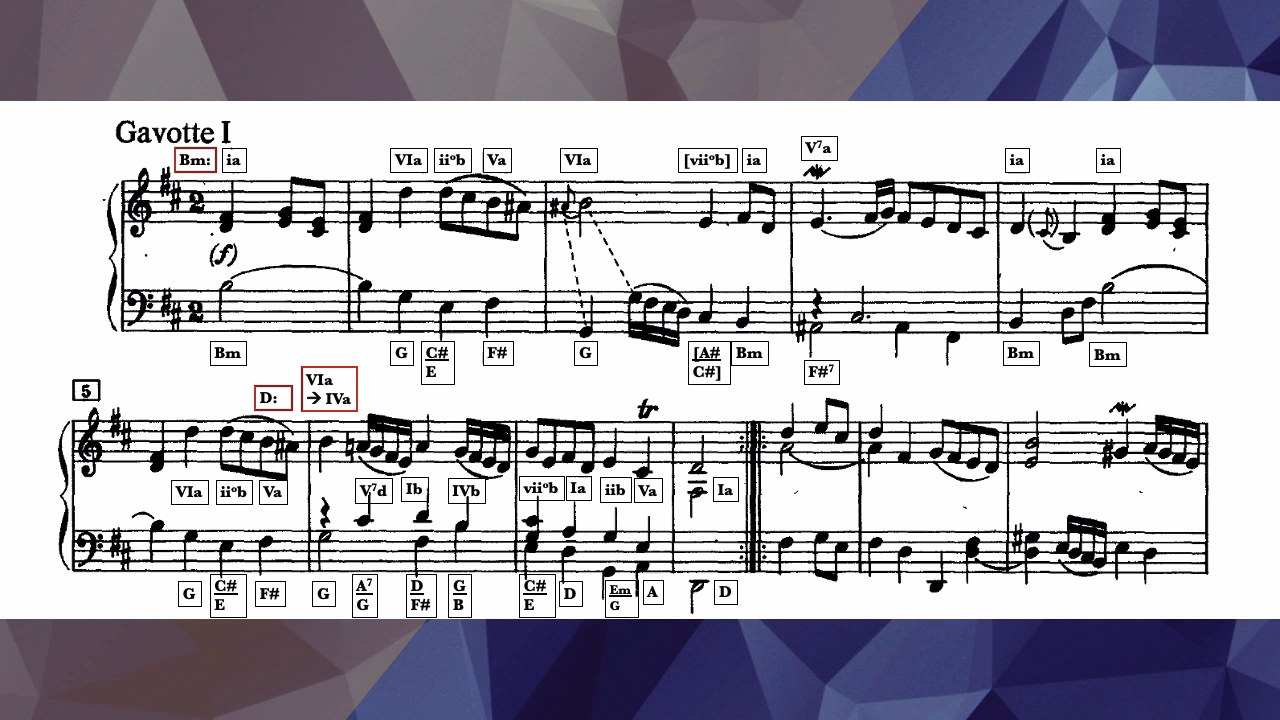 Gavotte I
V⁷a
Bm: ia VIa ii°b Va VIa [vii°b] ia ia ia
(f)
Bm G C# F# G [A# Bm Bm Bm
E C#]
F#⁷
5
D: VIa
→ IVa
tr
VIa ii°b Va V⁷d Ib IVb vii°b Ia iib Va Ia
G C# F# G A⁷ D G C# D Em A D
E G F# B E G